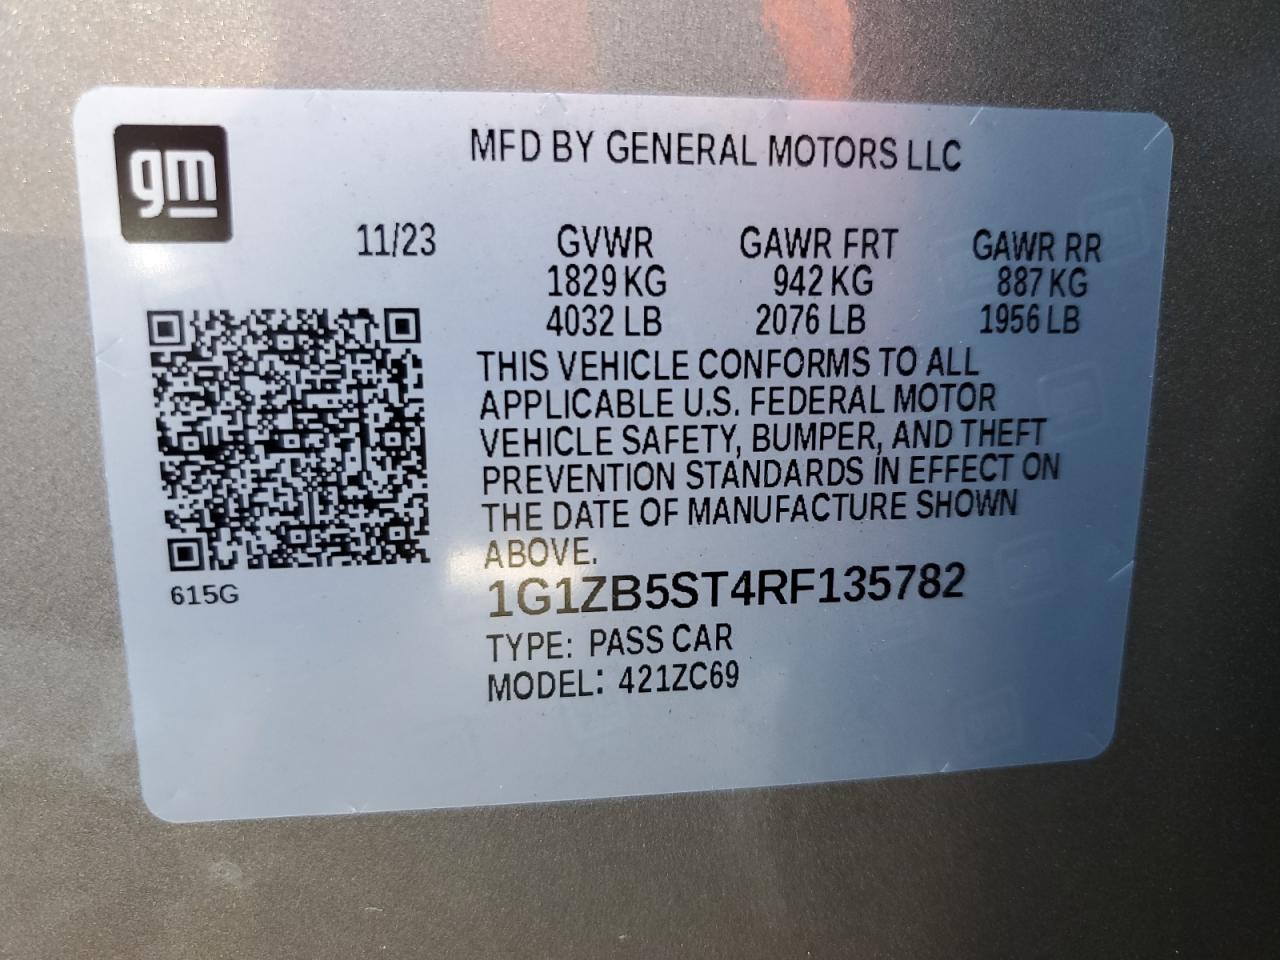 gm
MFD BY GENERAL MOTORS LLC
11/23 GVWR GAWR FRT GAWR RR
1829 KG 942 KG 887 KG
4032 LB 2076 LB 1956 LB
THIS VEHICLE CONFORMS TO ALL
APPLICABLE U.S. FEDERAL MOTOR
VEHICLE SAFETY, BUMPER, AND THEFT
PREVENTION STANDARDS IN EFFECT ON
THE DATE OF MANUFACTURE SHOWN
ABOVE.
615G
1G1ZB5ST4RF135782
TYPE: PASS CAR
MODEL: 421ZC69